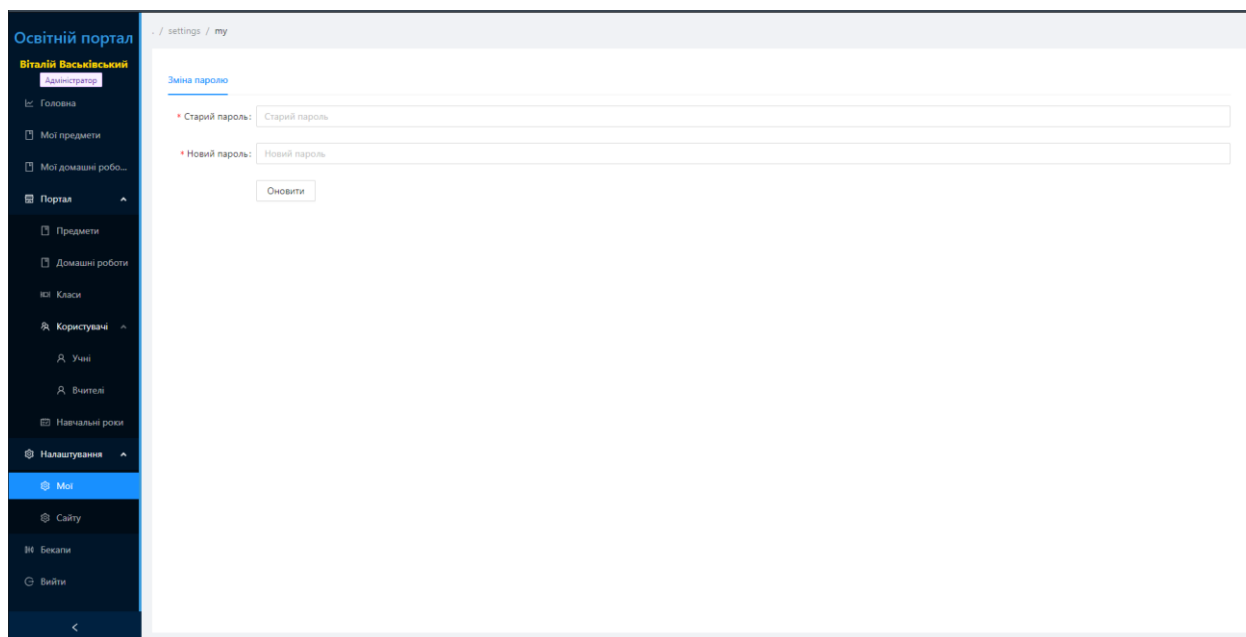 Освітній портал
Віталій Васьківський
Адміністратор
Головна
Мої предмети
Мої домашні робо...
Портал
Предмети
Домашні роботи
Класи
Користувачі
Учні
Вчителі
Навчальні роки
Налаштування
Мої
Сайту
Бекапи
Вийти
. / settings / my
Зміна паролю
* Старий пароль: Старий пароль
* Новий пароль: Новий пароль
Оновити